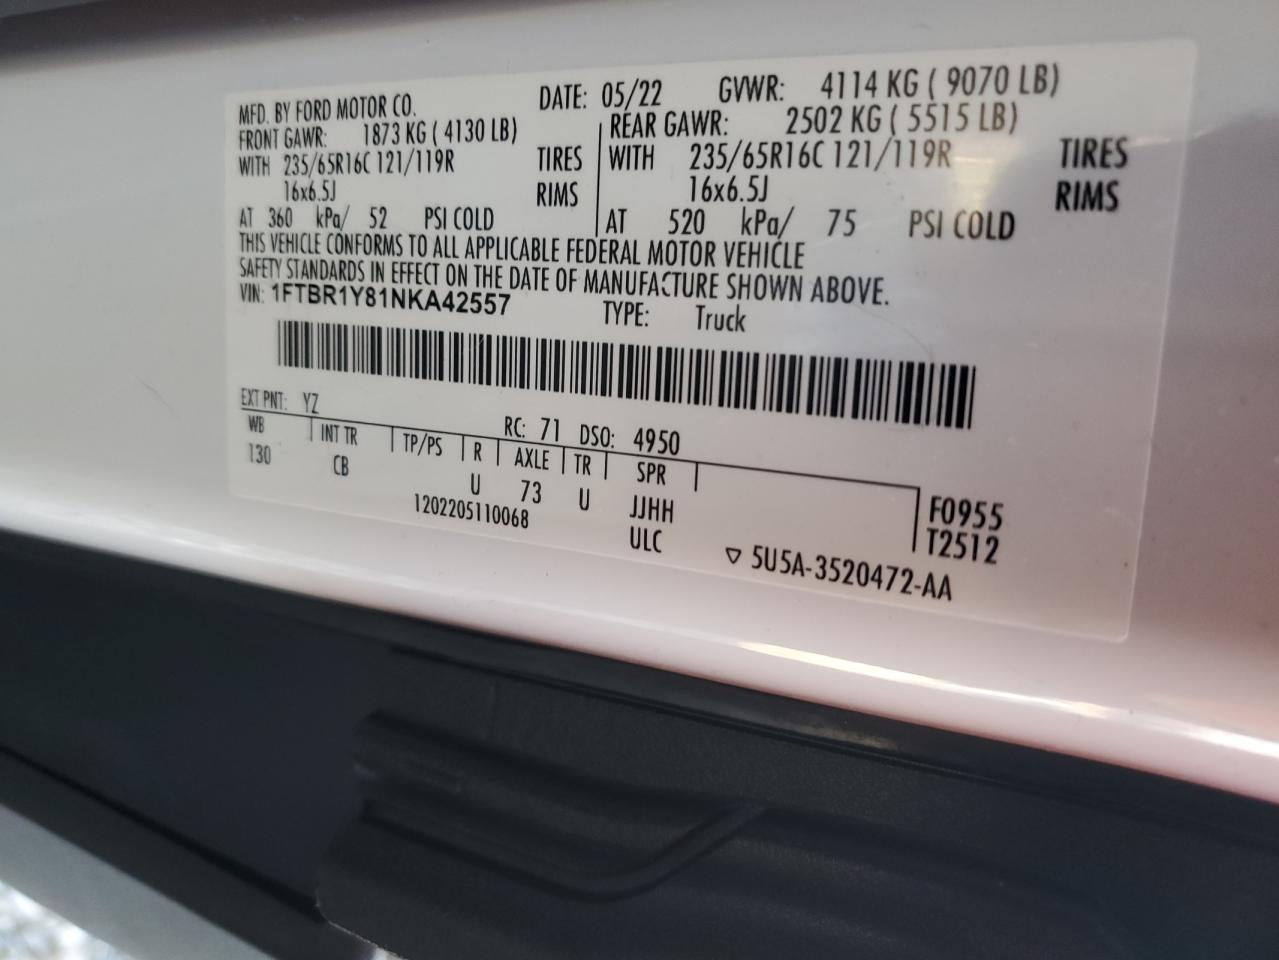 MFD. BY FORD MOTOR CO. DATE: 05/22 GVWR: 4114 KG ( 9070 LB)
FRONT GAWR: 1873 KG ( 4130 LB) REAR GAWR: 2502 KG ( 5515 LB)
WITH 235/65R16C 121/119R TIRES WITH 235/65R16C 121/119R TIRES
16x6.5J RIMS 16x6.5J RIMS
AT 360 kPa/ 52 PSI COLD AT 520 kPa/ 75 PSI COLD
THIS VEHICLE CONFORMS TO ALL APPLICABLE FEDERAL MOTOR VEHICLE
SAFETY STANDARDS IN EFFECT ON THE DATE OF MANUFACTURE SHOWN ABOVE.
VIN: 1FTBR1Y81NKA42557 TYPE: Truck
EXT PNT: YZ RC: 71 DSO: 4950
WB INT TR TP/PS R AXLE TR SPR
130 CB U 73 U JJHH F0955
1202205110068 ULC T2512
▽ 5U5A-3520472-AA